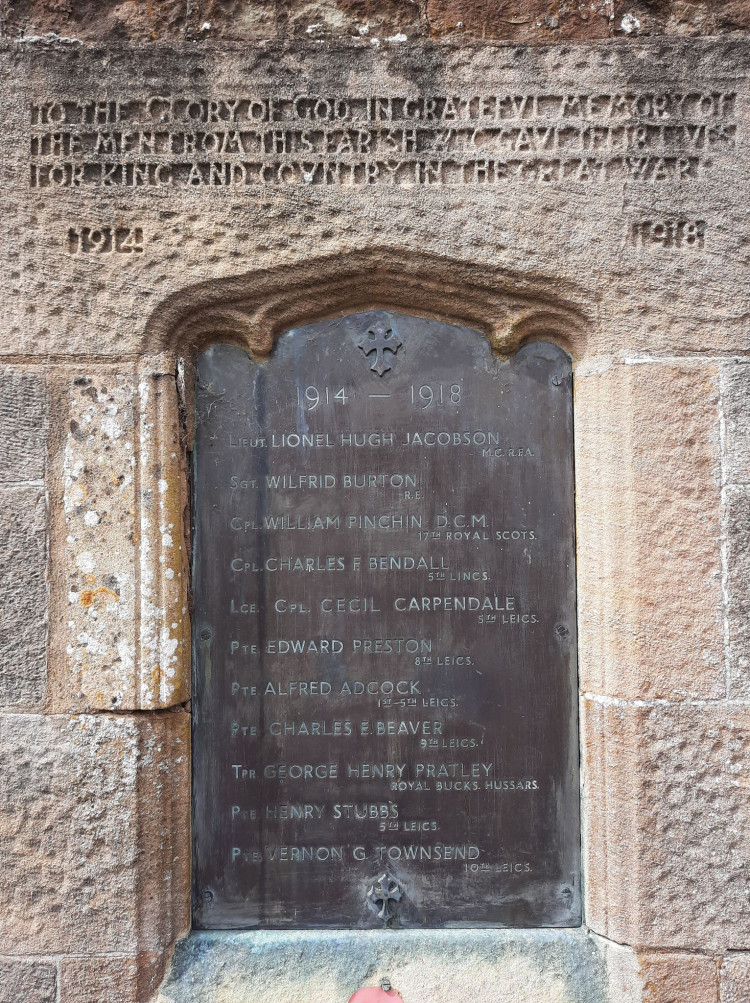 TO THE GLORY OF GOD, IN GRATEFVL MEMORY OF
THE MEN FROM THIS PARISH WHO GAVE THEIR LIVES
FOR KING AND COVNTRY IN THE GREAT WAR
1914 1918
1914 — 1918
LIEUT. LIONEL HUGH JACOBSON
M.C. R.F.A.
SGT. WILFRID BURTON
R.E.
CPL. WILLIAM PINCHIN D.C.M.
17TH ROYAL SCOTS.
CPL. CHARLES F. BENDALL
5TH LINCS.
LCE. CPL. CECIL CARPENDALE
5TH LEICS.
PTE EDWARD PRESTON
8TH LEICS.
PTE ALFRED ADCOCK
1ST-5TH LEICS.
PTE CHARLES E. BEAVER
9TH LEICS.
TPR GEORGE HENRY PRATLEY
ROYAL BUCKS. HUSSARS.
PTE HENRY STUBBS
5TH LEICS.
PTE. VERNON G. TOWNSEND
10TH LEICS.